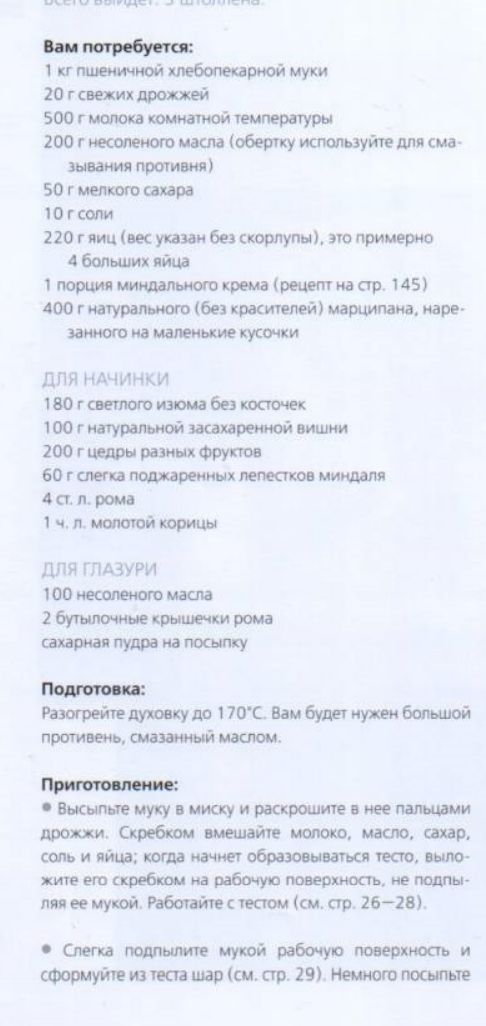 Всего выйдет: 3 штоллена.
Вам потребуется:
1 кг пшеничной хлебопекарной муки
20 г свежих дрожжей
500 г молока комнатной температуры
200 г несоленого масла (обертку используйте для сма-
зывания противня)
50 г мелкого сахара
10 г соли
220 г яиц (вес указан без скорлупы), это примерно
4 больших яйца
1 порция миндального крема (рецепт на стр. 145)
400 г натурального (без красителей) марципана, наре-
занного на маленькие кусочки
ДЛЯ НАЧИНКИ
180 г светлого изюма без косточек
100 г натуральной засахаренной вишни
200 г цедры разных фруктов
60 г слегка поджаренных лепестков миндаля
4 ст. л. рома
1 ч. л. молотой корицы
ДЛЯ ГЛАЗУРИ
100 несоленого масла
2 бутылочные крышечки рома
сахарная пудра на посыпку
Подготовка:
Разогрейте духовку до 170°С. Вам будет нужен большой
противень, смазанный маслом.
Приготовление:
• Высыпьте муку в миску и раскрошите в нее пальцами
дрожжи. Скребком вмешайте молоко, масло, сахар,
соль и яйца; когда начнет образовываться тесто, выло-
жите его скребком на рабочую поверхность, не подпы-
ляя ее мукой. Работайте с тестом (см. стр. 26—28).
• Слегка подпылите мукой рабочую поверхность и
сформуйте из теста шар (см. стр. 29). Немного посыпьте